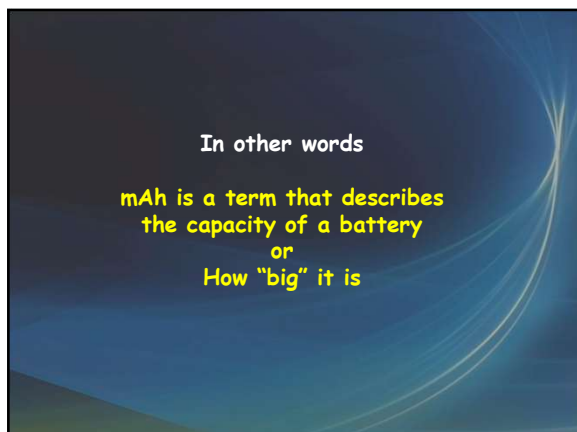 In other words
mAh is a term that describes
the capacity of a battery
or
How “big” it is